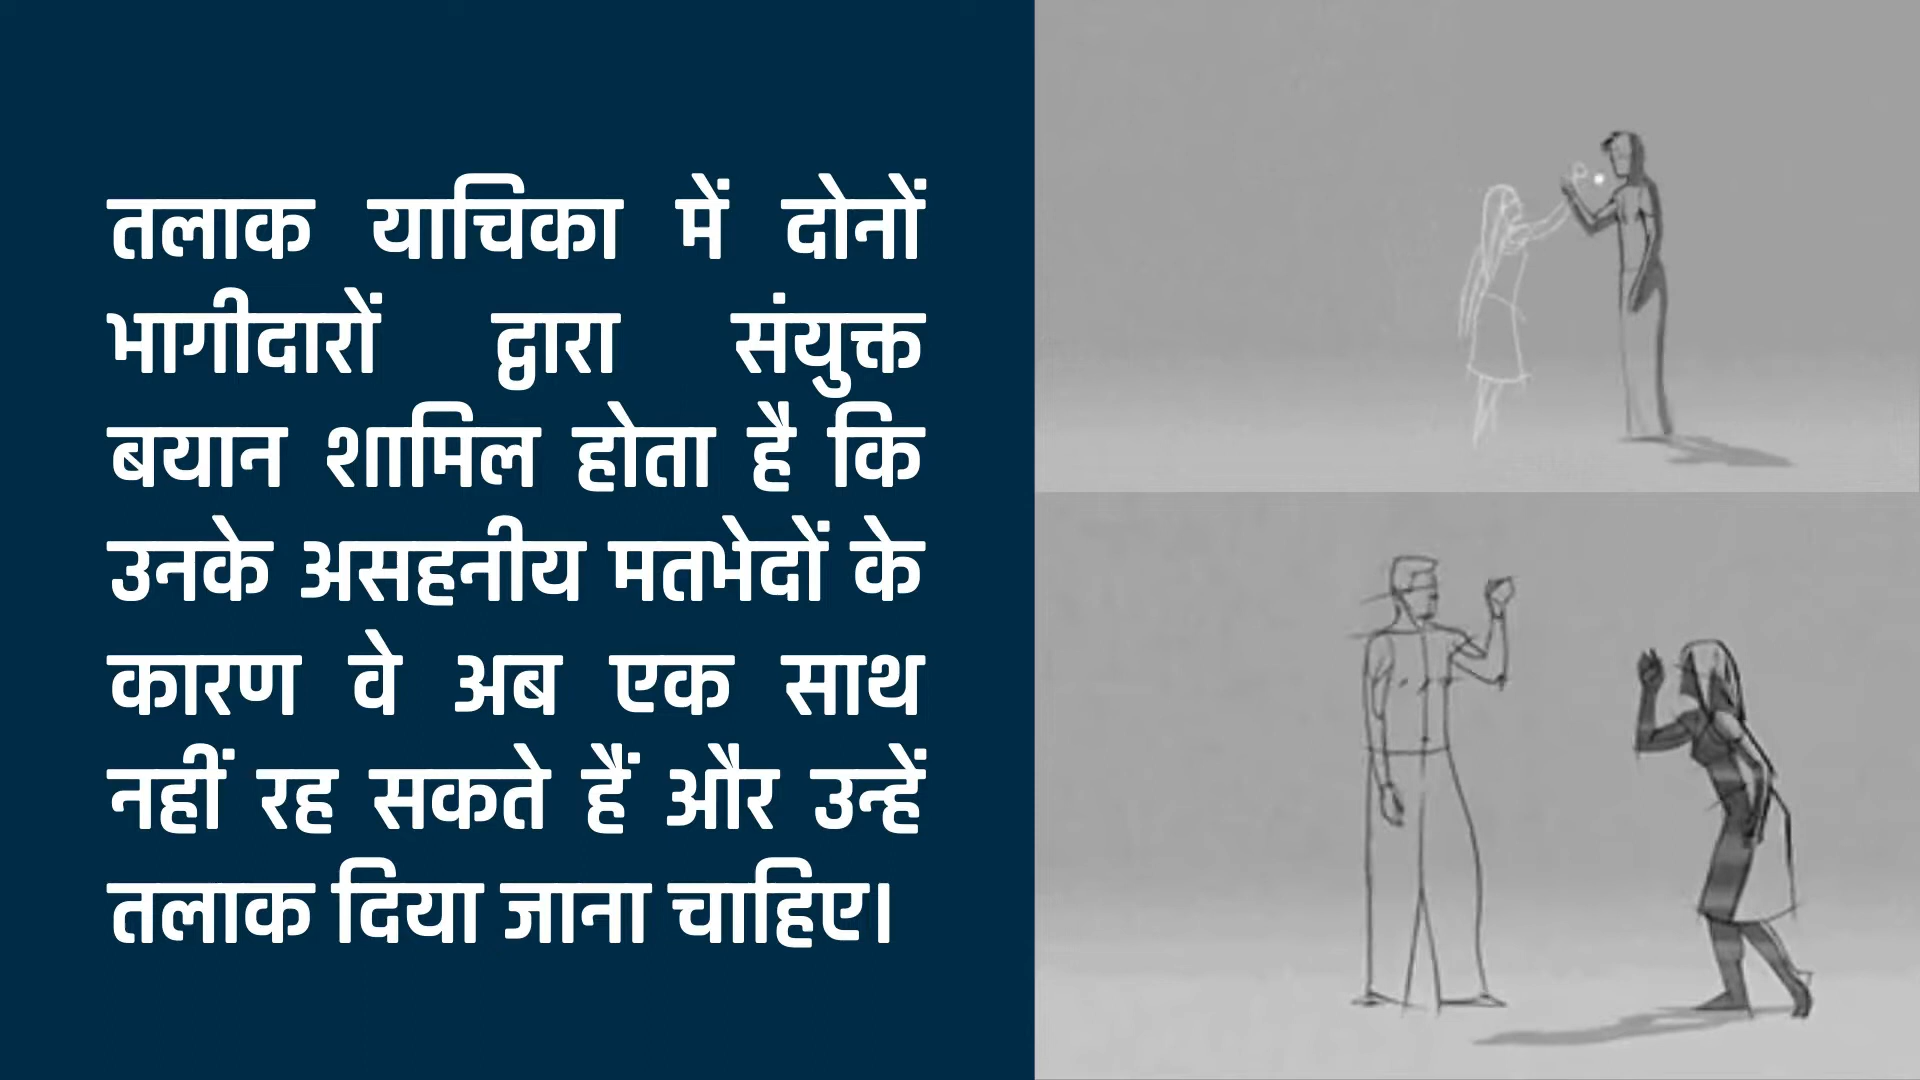 तलाक याचिका में दोनों
भागीदारों द्वारा संयुक्त
बयान शामिल होता है कि
उनके असहनीय मतभेदों के
कारण वे अब एक साथ
नहीं रह सकते हैं और उन्हें
तलाक दिया जाना चाहिए।